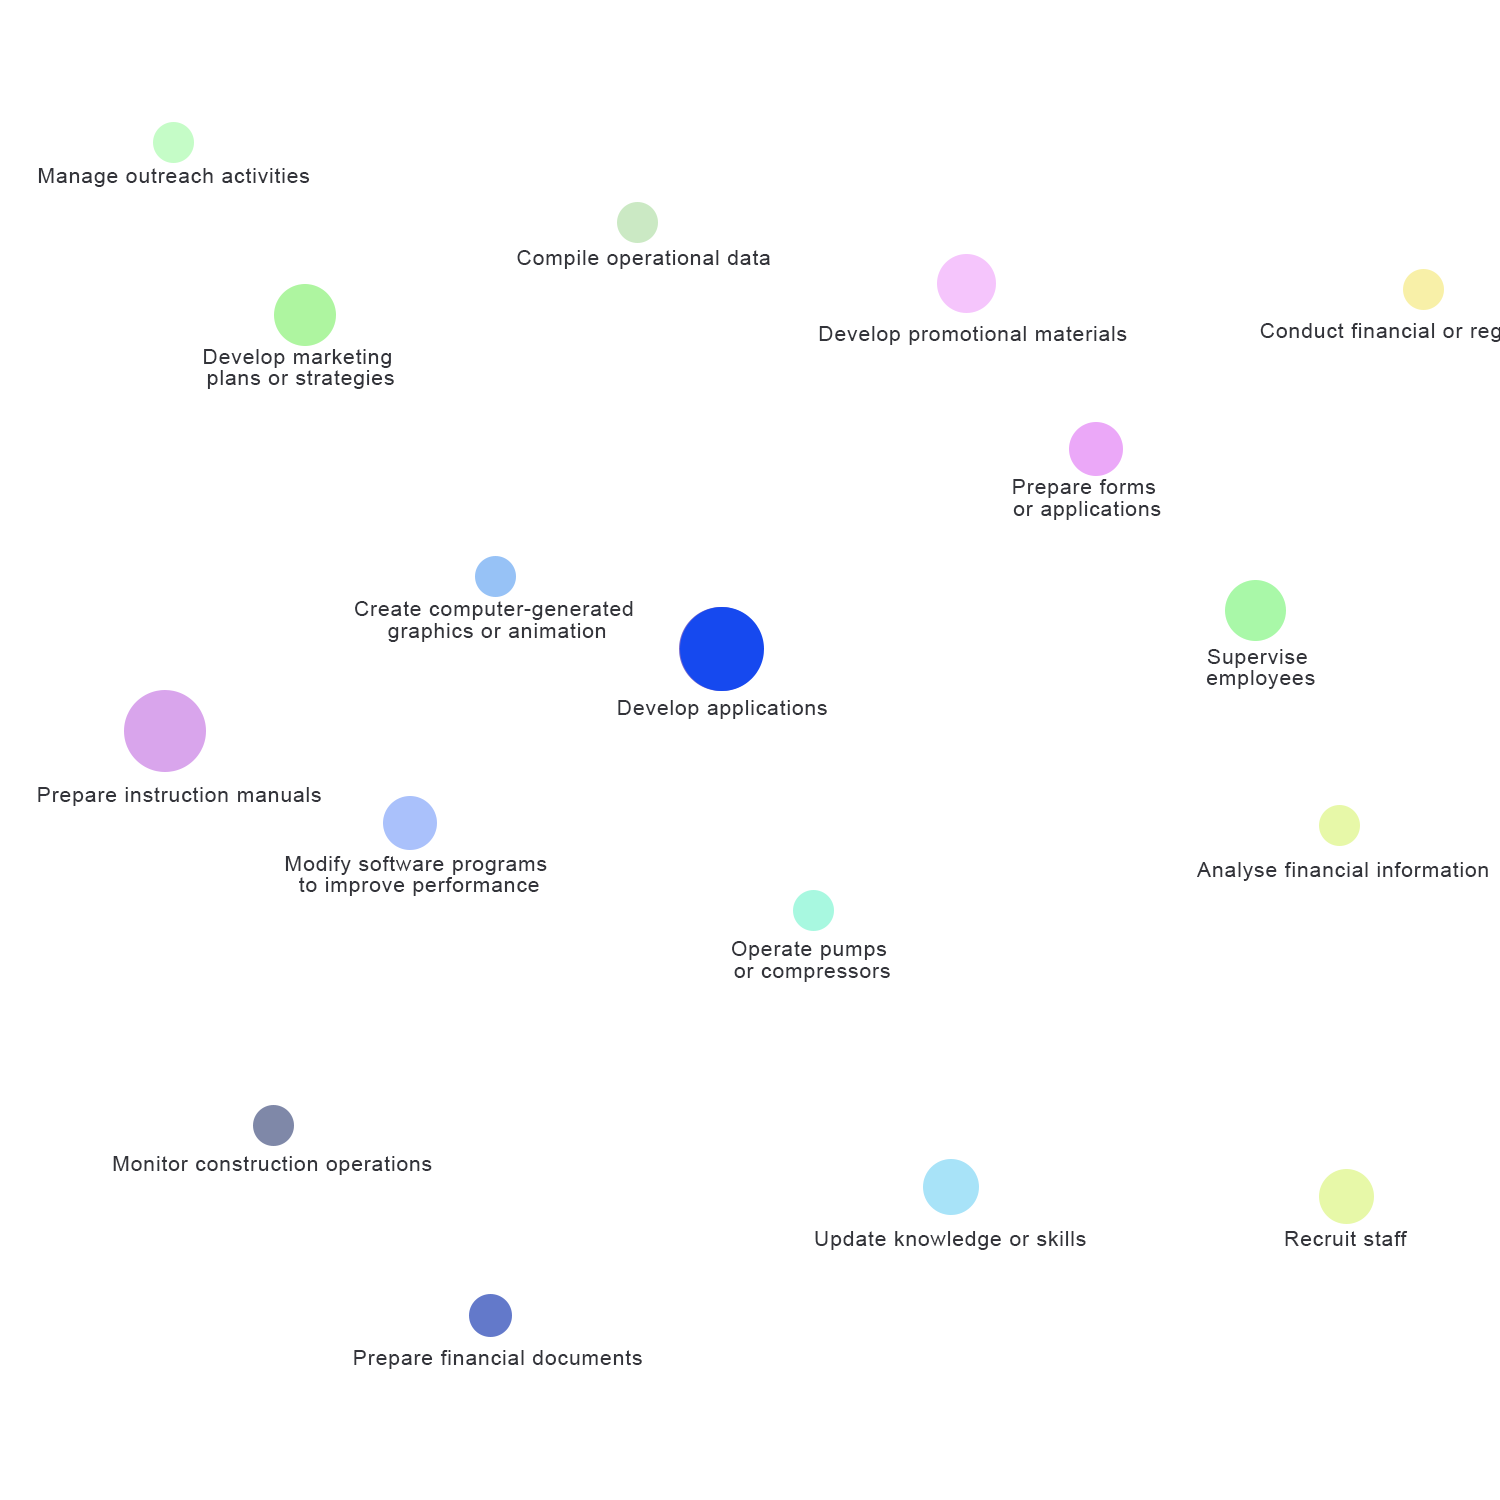 Manage outreach activities
Compile operational data
Develop promotional materials
Conduct financial or reg
Develop marketing
plans or strategies
Prepare forms
or applications
Create computer-generated
graphics or animation
Supervise
employees
Develop applications
Prepare instruction manuals
Modify software programs
to improve performance
Analyse financial information
Operate pumps
or compressors
Monitor construction operations
Update knowledge or skills
Recruit staff
Prepare financial documents